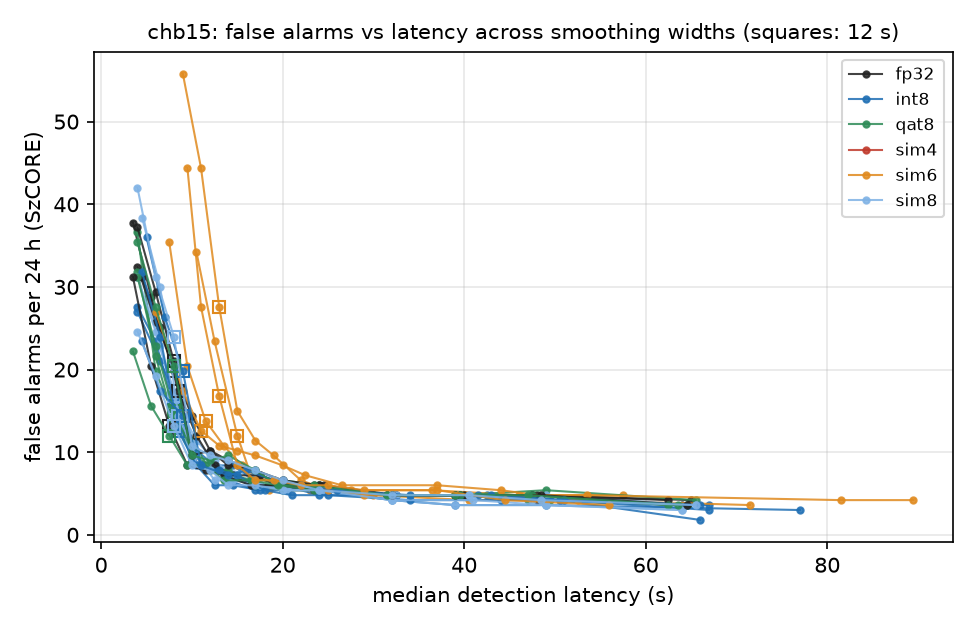 chb15: false alarms vs latency across smoothing widths (squares: 12 s)
fp32
int8
qat8
sim4
sim6
sim8
false alarms per 24 h (SzCORE)
50
40
30
20
10
0
0 20 40 60 80
median detection latency (s)